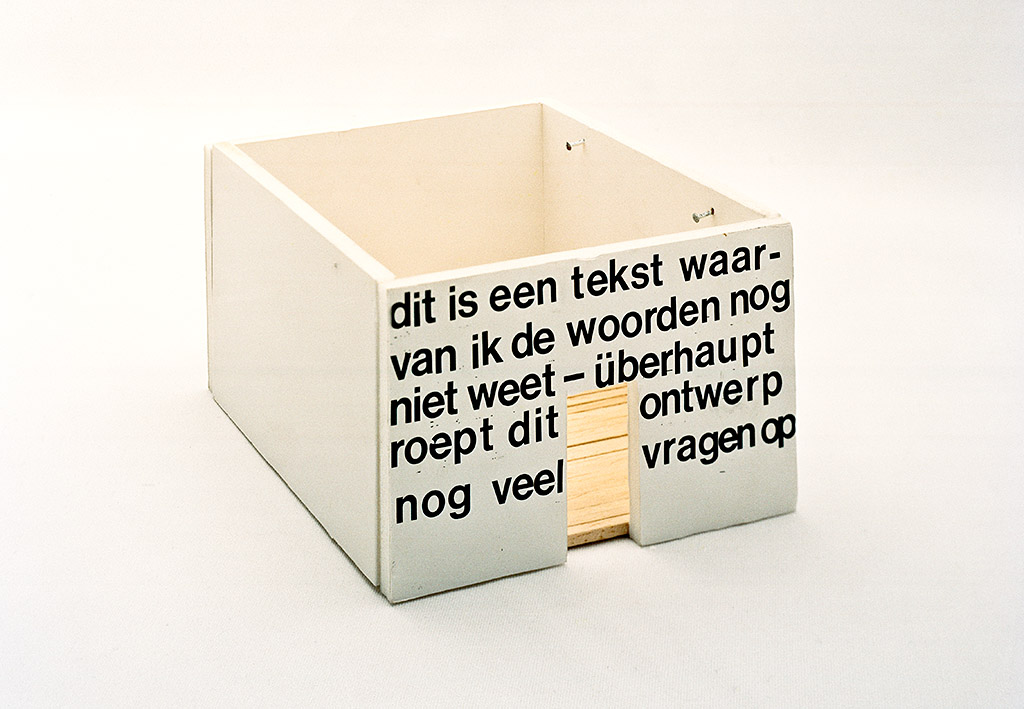 dit is een tekst waar-
van ik de woorden nog
niet weet – überhaupt
roept dit ontwerp
nog veel vragen op